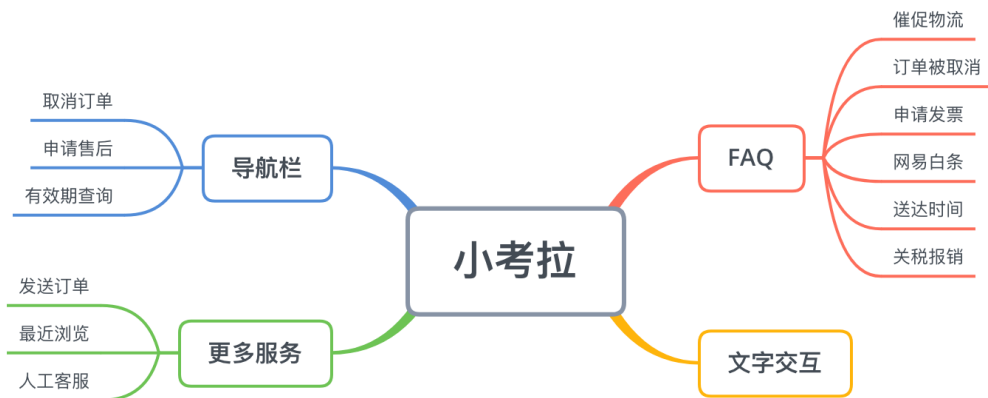 小考拉
导航栏
取消订单
申请售后
有效期查询
更多服务
发送订单
最近浏览
人工客服
FAQ
催促物流
订单被取消
申请发票
网易白条
送达时间
关税报销
文字交互